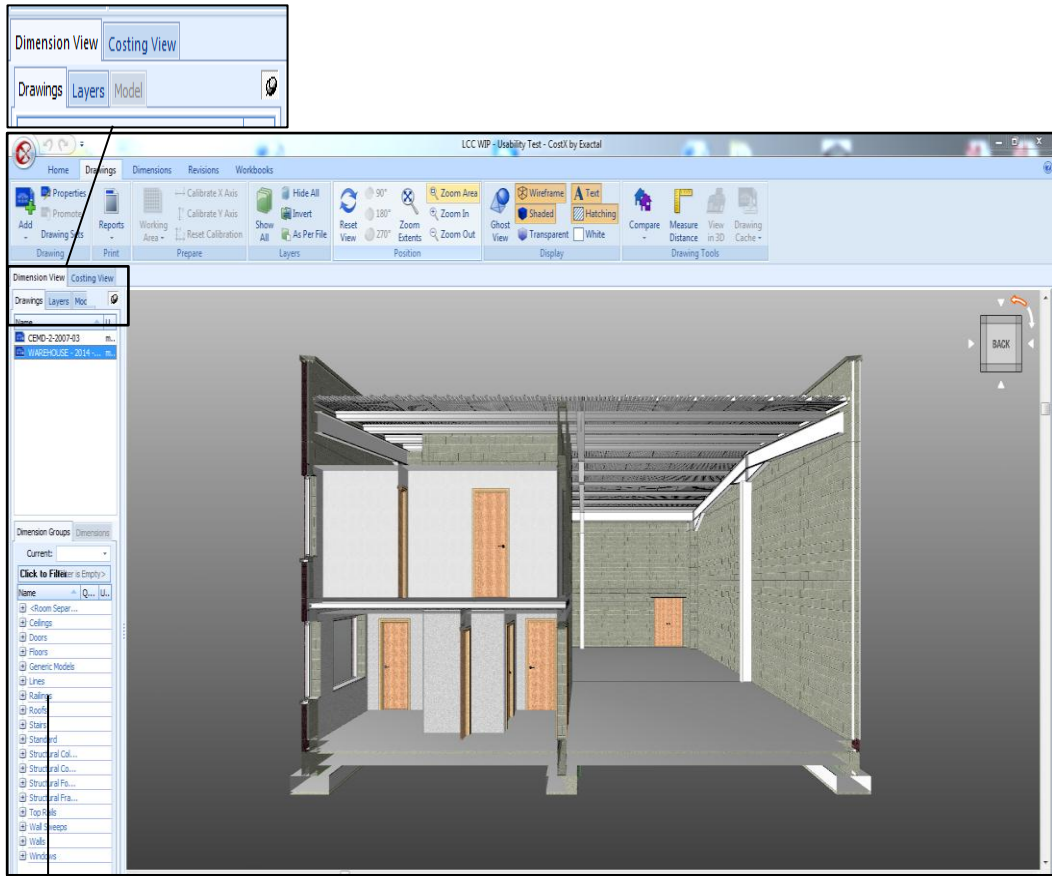 Dimension View Costing View
Drawings Layers Model
LCC WIP - Usability Test - CostX by Exactal
Home Drawings Dimensions Revisions Workbooks
Properties Calibrate X Axis Hide All 90° Zoom Area Wireframe Text
Promote Calibrate Y Axis Invert 180° Zoom In Shaded Hatching
Add Drawing Sets Reports Working Area Reset Calibration Show All As Per File Reset View 270° Zoom Extents Zoom Out Ghost View Transparent White Compare Measure Distance View in 3D Drawing Cache
Drawing Print Prepare Layers Position Display Drawing Tools
Dimension View Costing View
Drawings Layers Moc
Name U
CEMD-2-2007-03 m..
WAREHOUSE - 2014 -... m..
BACK
Dimension Groups Dimensions
Current:
Click to Filter er is Empty>
Name Q... U..
<Room Separ...
Ceilings
Doors
Floors
Generic Models
Lines
Railings
Roofs
Stairs
Standard
Structural Col...
Structural Co...
Structural Fo...
Structural Fra...
Top Rails
Wall Sweeps
Walls
Windows